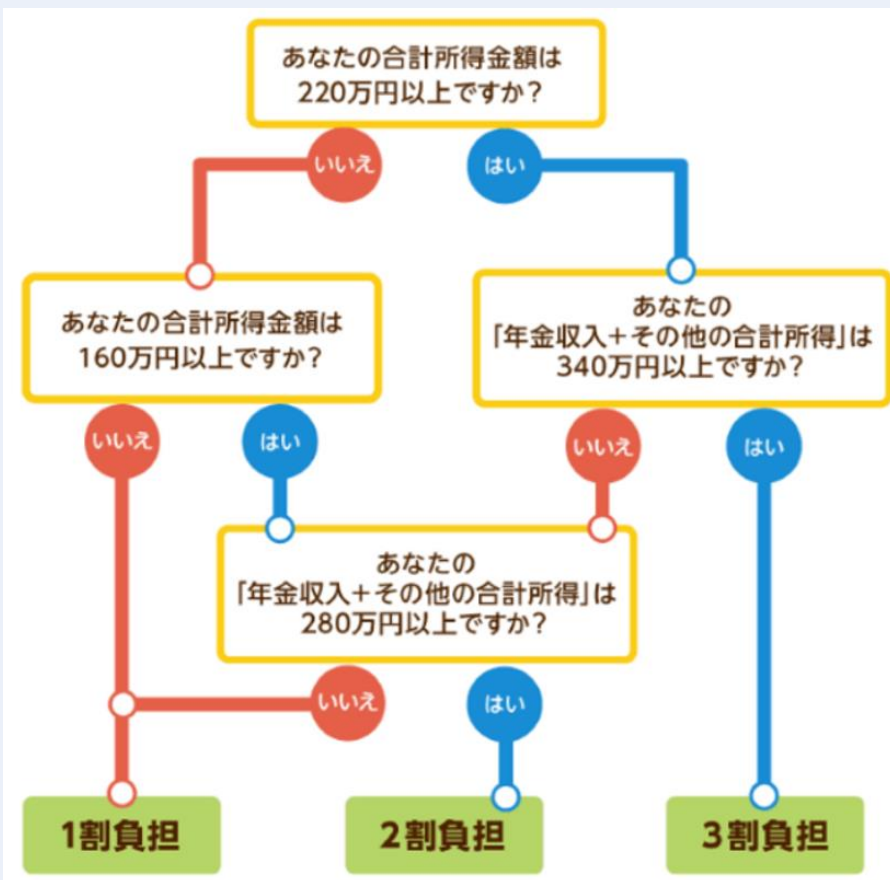 あなたの合計所得金額は
220万円以上ですか？
いいえ
はい
あなたの合計所得金額は
160万円以上ですか？
あなたの
「年金収入＋その他の合計所得」は
340万円以上ですか？
いいえ
はい
いいえ
はい
あなたの
「年金収入＋その他の合計所得」は
280万円以上ですか？
いいえ
はい
1割負担
2割負担
3割負担